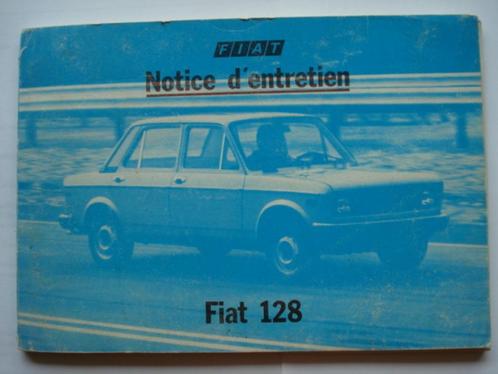 FIAT
Notice d'entretien
Fiat 128